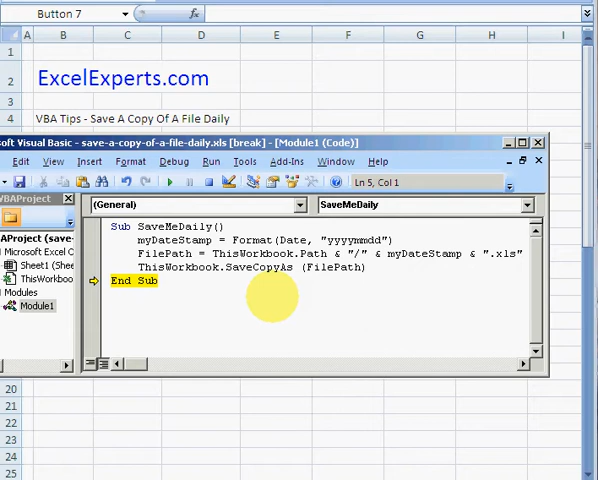 Button 7
fx
A B C D E F G H I
1
2
ExcelExperts.com
3
4
VBA Tips - Save A Copy Of A File Daily
soft Visual Basic - save-a-copy-of-a-file-daily.xls [break] - [Module1 (Code)]
Edit View Insert Format Debug Run Tools Add-Ins Window Help
Ln 5, Col 1
VBAProject
(General) SaveMeDaily
AProject (save-
Microsoft Excel O
Sheet1 (Shee
ThisWorkboo
Modules
Module1
Sub SaveMeDaily()
myDateStamp = Format(Date, "yyyymmdd")
FilePath = ThisWorkbook.Path & "/" & myDateStamp & ".xls"
ThisWorkbook.SaveCopyAs (FilePath)
End Sub
20
21
22
23
24
25